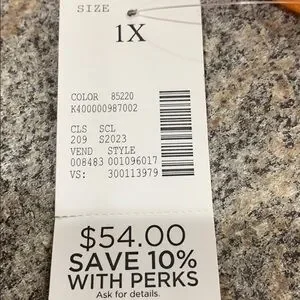 SIZE
1X
COLOR 85220
K400000987002
CLS SCL
209 S2023
VEND STYLE
008483 001096017
VS: 300113979
$54.00
SAVE 10%
WITH PERKS
Ask for details.